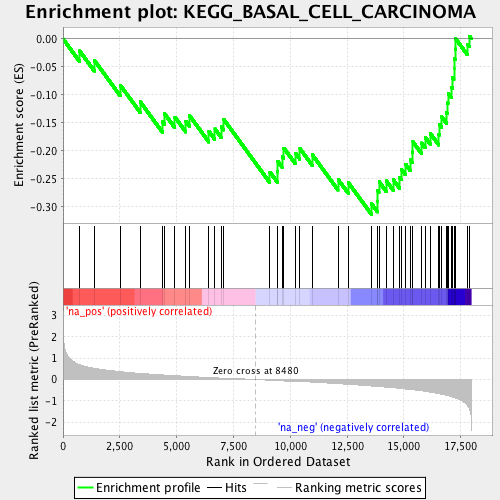 Enrichment plot: KEGG_BASAL_CELL_CARCINOMA
Enrichment score (ES)
0.00
-0.05
-0.10
-0.15
-0.20
-0.25
-0.30
'na_pos' (positively correlated)
Ranked list metric (PreRanked)
3
2
1
0
-1
-2
Zero cross at 8480
'na_neg' (negatively correlated)
0 2,500 5,000 7,500 10,000 12,500 15,000 17,500
Rank in Ordered Dataset
Enrichment profile Hits Ranking metric scores